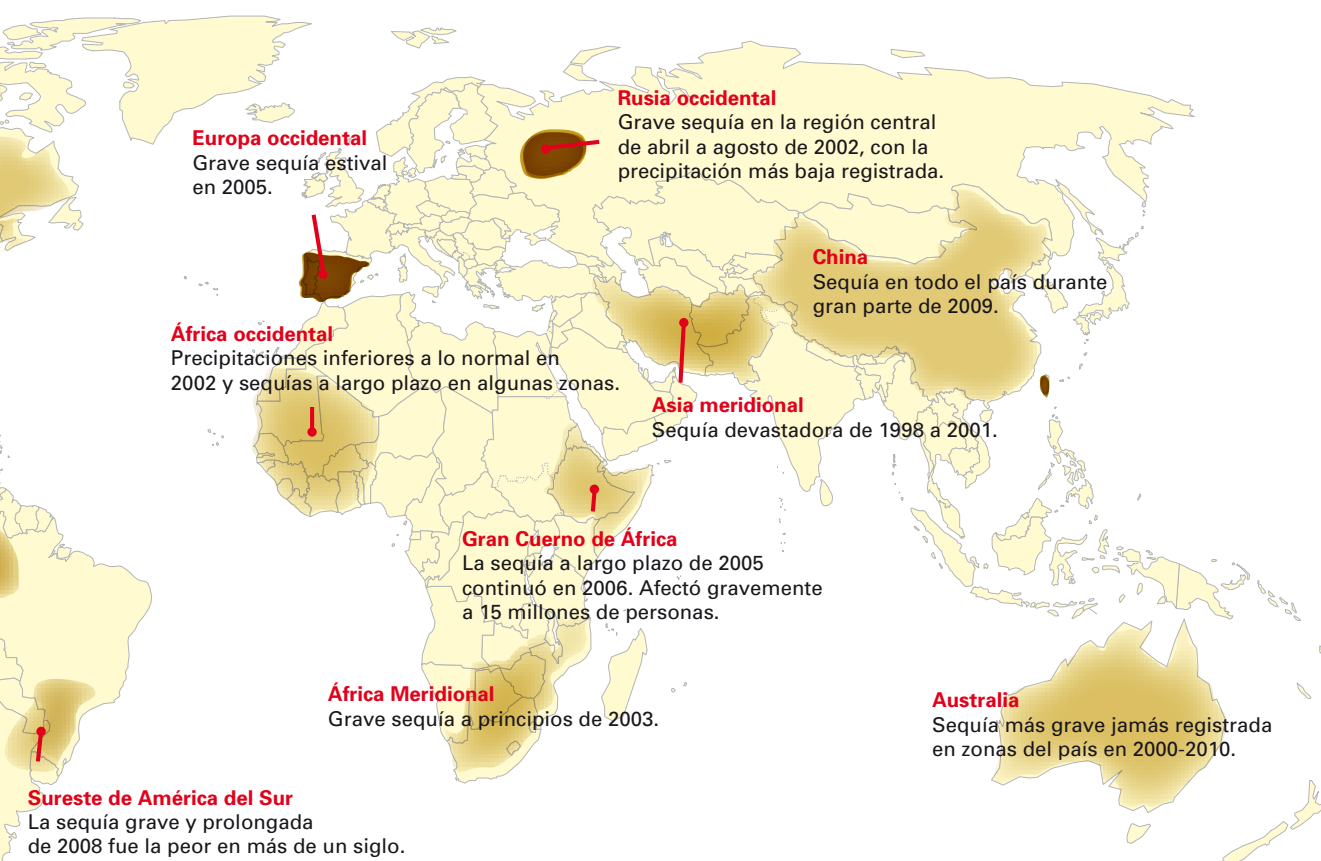 Rusia occidental
Grave sequía en la región central
de abril a agosto de 2002, con la
precipitación más baja registrada.
Europa occidental
Grave sequía estival
en 2005.
China
Sequía en todo el país durante
gran parte de 2009.
África occidental
Precipitaciones inferiores a lo normal en
2002 y sequías a largo plazo en algunas zonas.
Asia meridional
Sequía devastadora de 1998 a 2001.
Gran Cuerno de África
La sequía a largo plazo de 2005
continuó en 2006. Afectó gravemente
a 15 millones de personas.
África Meridional
Grave sequía a principios de 2003.
Australia
Sequía más grave jamás registrada
en zonas del país en 2000-2010.
Sureste de América del Sur
La sequía grave y prolongada
de 2008 fue la peor en más de un siglo.